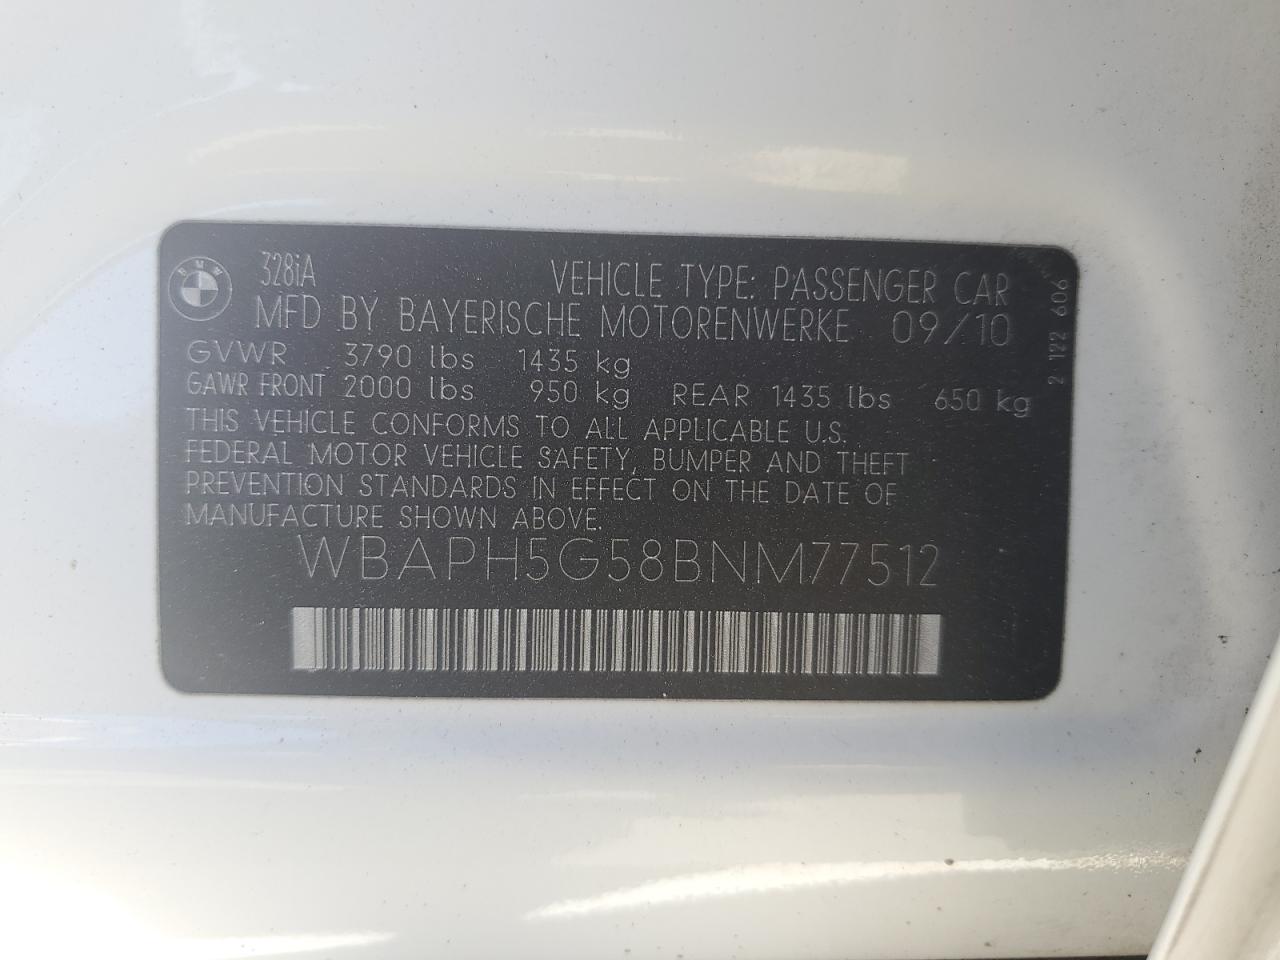 BMW
328iA VEHICLE TYPE: PASSENGER CAR
MFD BY BAYERISCHE MOTORENWERKE 09/10
GVWR 3790 lbs 1435 kg
GAWR FRONT 2000 lbs 950 kg REAR 1435 lbs 650 kg
THIS VEHICLE CONFORMS TO ALL APPLICABLE U.S.
FEDERAL MOTOR VEHICLE SAFETY, BUMPER AND THEFT
PREVENTION STANDARDS IN EFFECT ON THE DATE OF
MANUFACTURE SHOWN ABOVE.
WBAPH5G58BNM77512
2 122 606